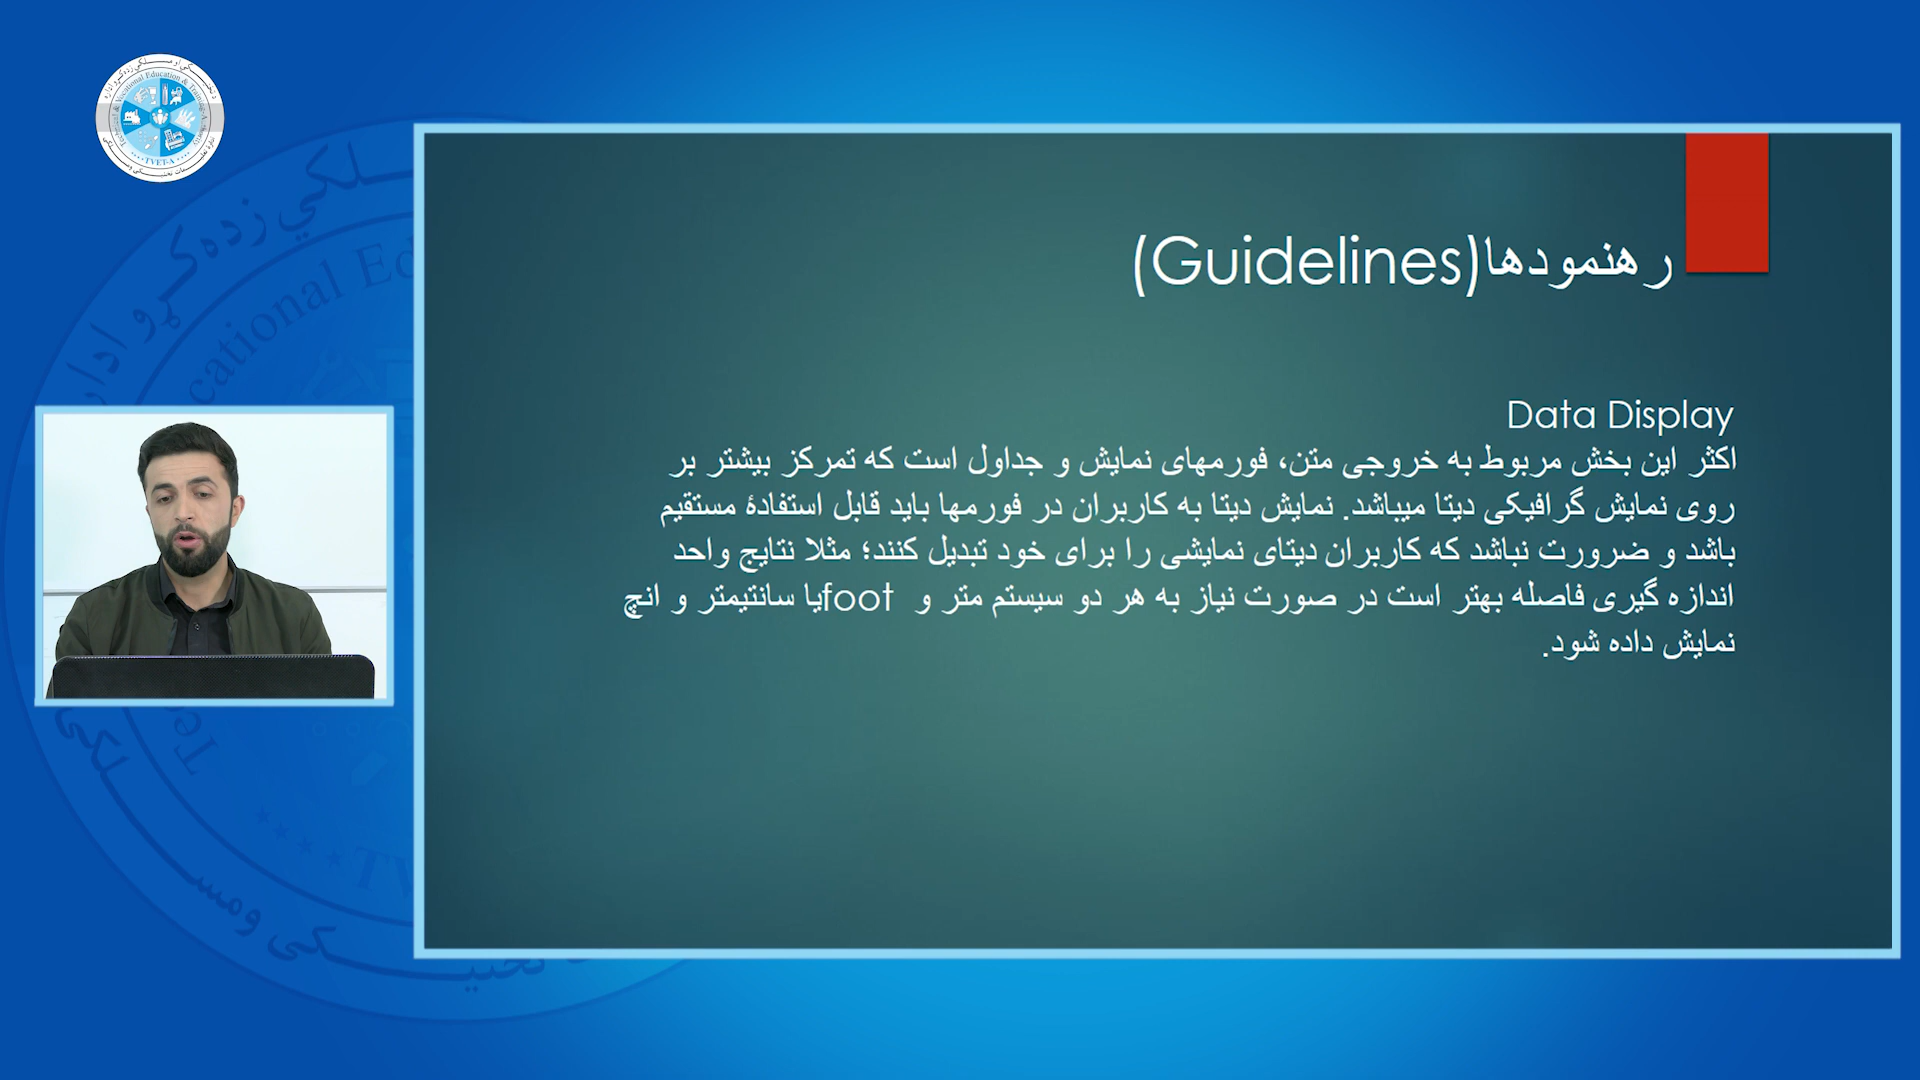 رهنمودها(Guidelines)
Data Display
اکثر این بخش مربوط به خروجی متن، فورمهای نمایش و جداول است که تمرکز بیشتر بر
روی نمایش گرافیکی دیتا میباشد. نمایش دیتا به کاربران در فورمها باید قابل استفادهٔ مستقیم
باشد و ضرورت نباشد که کاربران دیتای نمایشی را برای خود تبدیل کنند؛ مثلا نتایج واحد
اندازه گیری فاصله بهتر است در صورت نیاز به هر دو سیستم متر و footیا سانتیمتر و انچ
نمایش داده شود.
TVET-A